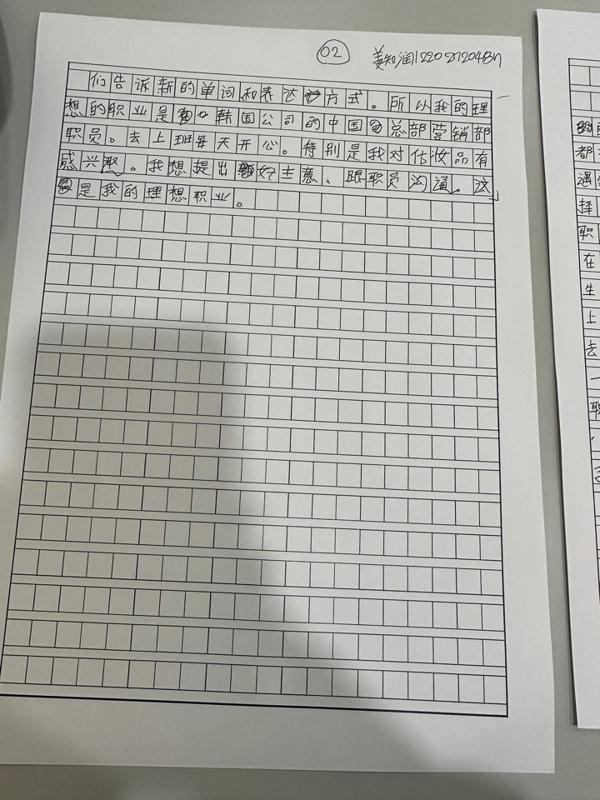 02
姜知润
们告诉新的单词和表达方式。所以我的理
想的职业是韩国公司的中国总部营销部
职员。去上班每天开心。特别是我对化妆品有
感兴趣。我想提出好主意、跟职员沟通。这
是我的理想职业。
都
遇
择
职
在
生
上
去
一
职